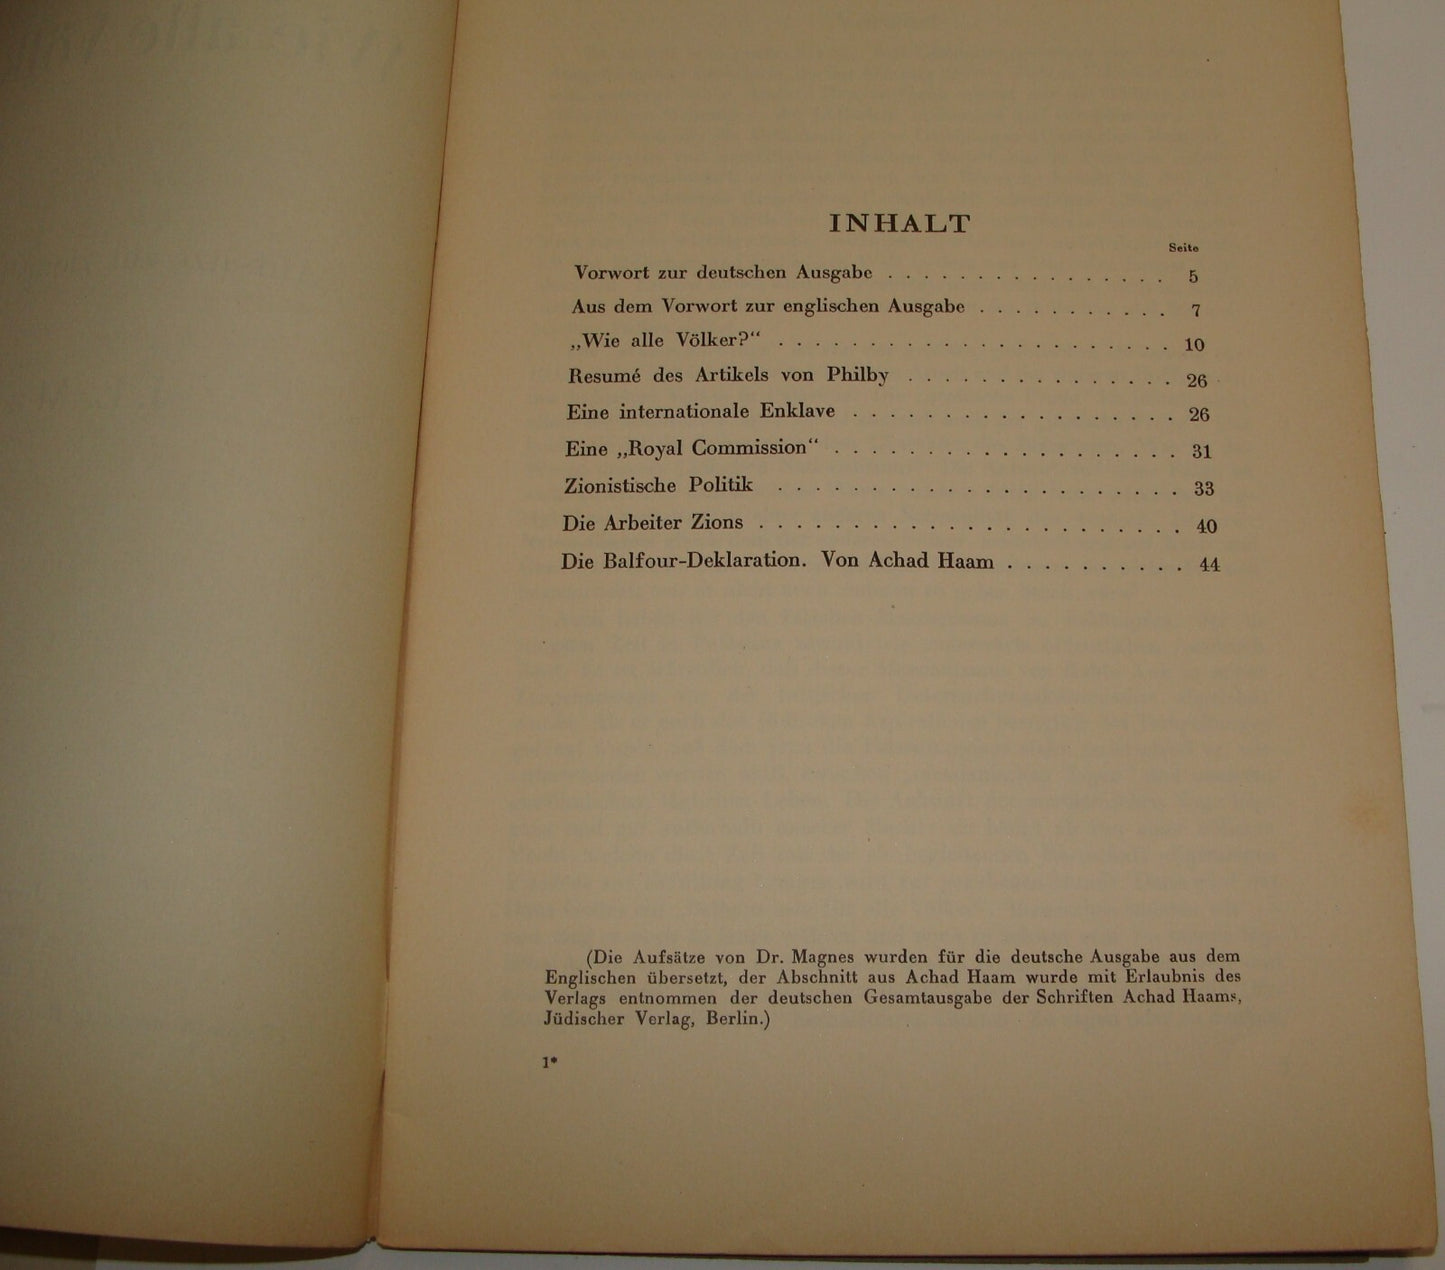 INHALT
Seite
Vorwort zur deutschen Ausgabe . . . . . . . . . . . . . . . . 5
Aus dem Vorwort zur englischen Ausgabe . . . . . . . . . . . 7
„Wie alle Völker?“ . . . . . . . . . . . . . . . . . . . . . . 10
Resumé des Artikels von Philby . . . . . . . . . . . . . . . 26
Eine internationale Enklave . . . . . . . . . . . . . . . . . . 26
Eine „Royal Commission“ . . . . . . . . . . . . . . . . . . . 31
Zionistische Politik . . . . . . . . . . . . . . . . . . . . . . 33
Die Arbeiter Zions . . . . . . . . . . . . . . . . . . . . . . . 40
Die Balfour-Deklaration. Von Achad Haam . . . . . . . . . . 44
(Die Aufsätze von Dr. Magnes wurden für die deutsche Ausgabe aus dem
Englischen übersetzt, der Abschnitt aus Achad Haam wurde mit Erlaubnis des
Verlags entnommen der deutschen Gesamtausgabe der Schriften Achad Haams,
Jüdischer Verlag, Berlin.)
1*